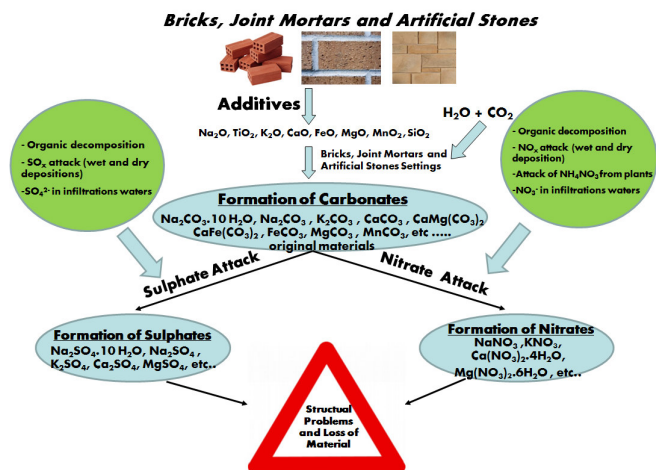 Bricks, Joint Mortars and Artificial Stones
Additives
H₂O + CO₂
Na₂O, TiO₂, K₂O, CaO, FeO, MgO, MnO₂, SiO₂
Bricks, Joint Mortars and
Artificial Stones Settings
- Organic decomposition
- SOₓ attack (wet and dry
depositions)
-SO₄²⁻ in infiltrations waters
- Organic decomposition
- NOₓ attack (wet and dry
deposition)
-Attack of NH₄NO₃ from plants
-NO₃⁻ in infiltrations waters
Formation of Carbonates
Na₂CO₃.10 H₂O, Na₂CO₃ , K₂CO₃ , CaCO₃ , CaMg(CO₃)₂
CaFe(CO₃)₂ , FeCO₃, MgCO₃ , MnCO₃, etc .....
original materials
Sulphate Attack
Nitrate Attack
Formation of Sulphates
Na₂SO₄.10 H₂O, Na₂SO₄ ,
K₂SO₄, Ca₂SO₄, MgSO₄, etc..
Formation of Nitrates
NaNO₃ ,KNO₃,
Ca(NO₃)₂.4H₂O,
Mg(NO₃)₂.6H₂O , etc..
Structual
Problems
and Loss of
Material